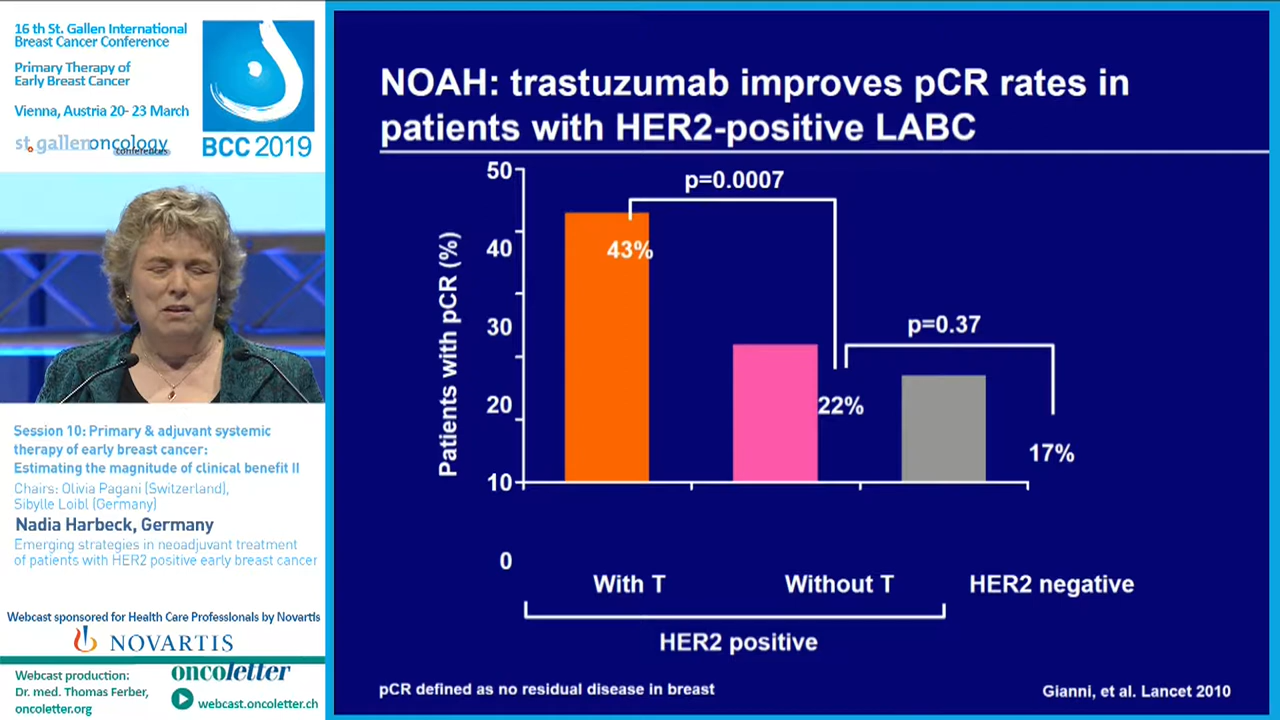 16 th St. Gallen International
Breast Cancer Conference
Primary Therapy of
Early Breast Cancer
Vienna, Austria 20- 23 March
st.gallenoncology
conferences
BCC 2019
Session 10: Primary & adjuvant systemic
therapy of early breast cancer:
Estimating the magnitude of clinical benefit II
Chairs: Olivia Pagani (Switzerland),
Sibylle Loibl (Germany)
Nadia Harbeck, Germany
Emerging strategies in neoadjuvant treatment
of patients with HER2 positive early breast cancer
Webcast sponsored for Health Care Professionals by Novartis
NOVARTIS
Webcast production:
Dr. med. Thomas Ferber,
oncoletter.org
oncoletter
webcast.oncoletter.ch
NOAH: trastuzumab improves pCR rates in
patients with HER2-positive LABC
Patients with pCR (%)
50
40
30
20
10
0
p=0.0007
43%
p=0.37
22%
17%
With T
Without T
HER2 negative
HER2 positive
pCR defined as no residual disease in breast
Gianni, et al. Lancet 2010